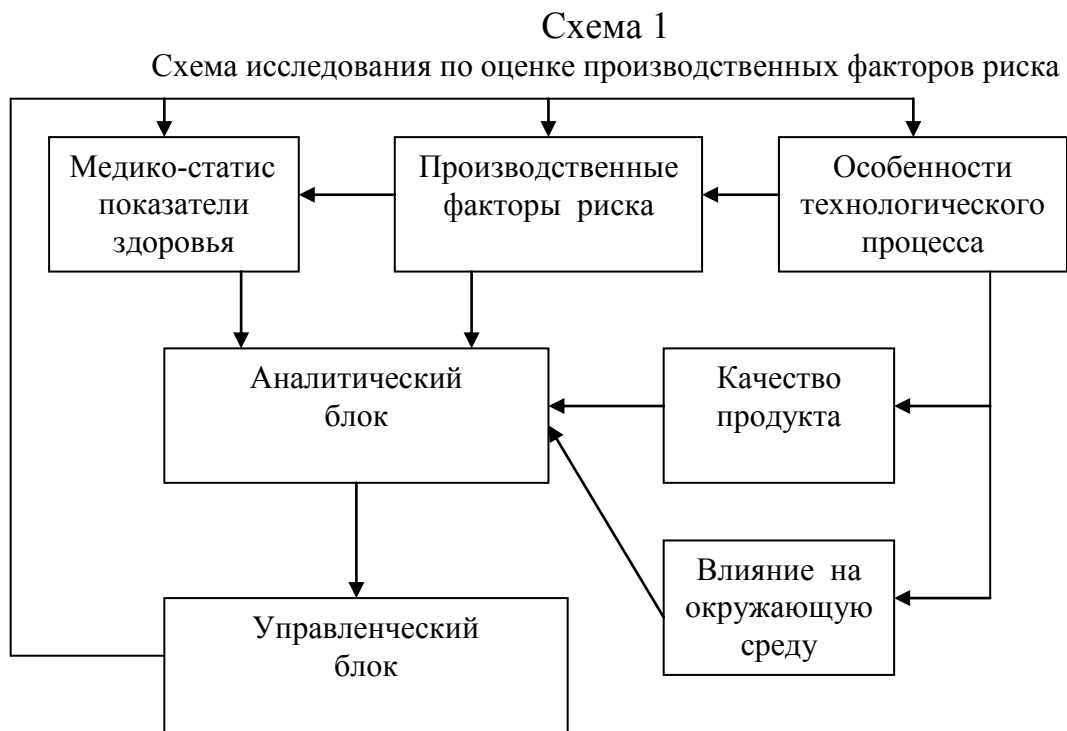 Схема 1
Схема исследования по оценке производственных факторов риска
Медико-статис
показатели
здоровья
Производственные
факторы риска
Особенности
технологического
процесса
Аналитический
блок
Качество
продукта
Влияние на
окружающую
среду
Управленческий
блок